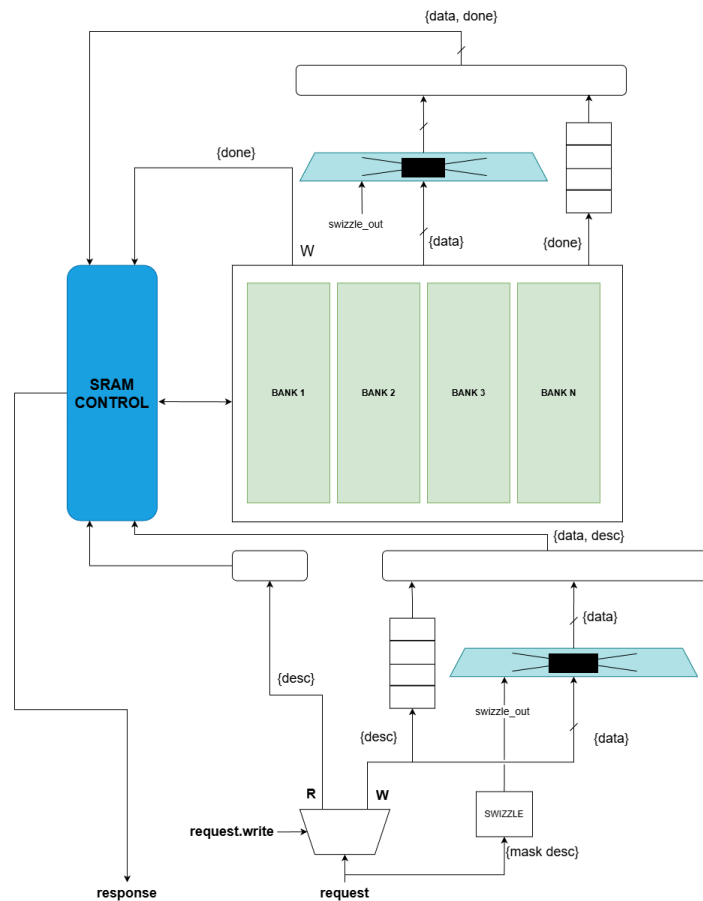 {data, done}
{done}
swizzle_out
{data}
{done}
W
BANK 1
BANK 2
BANK 3
BANK N
SRAM
CONTROL
{data, desc}
{data}
{desc}
swizzle_out
{desc}
{data}
R
W
SWIZZLE
request.write
{mask desc}
response
request